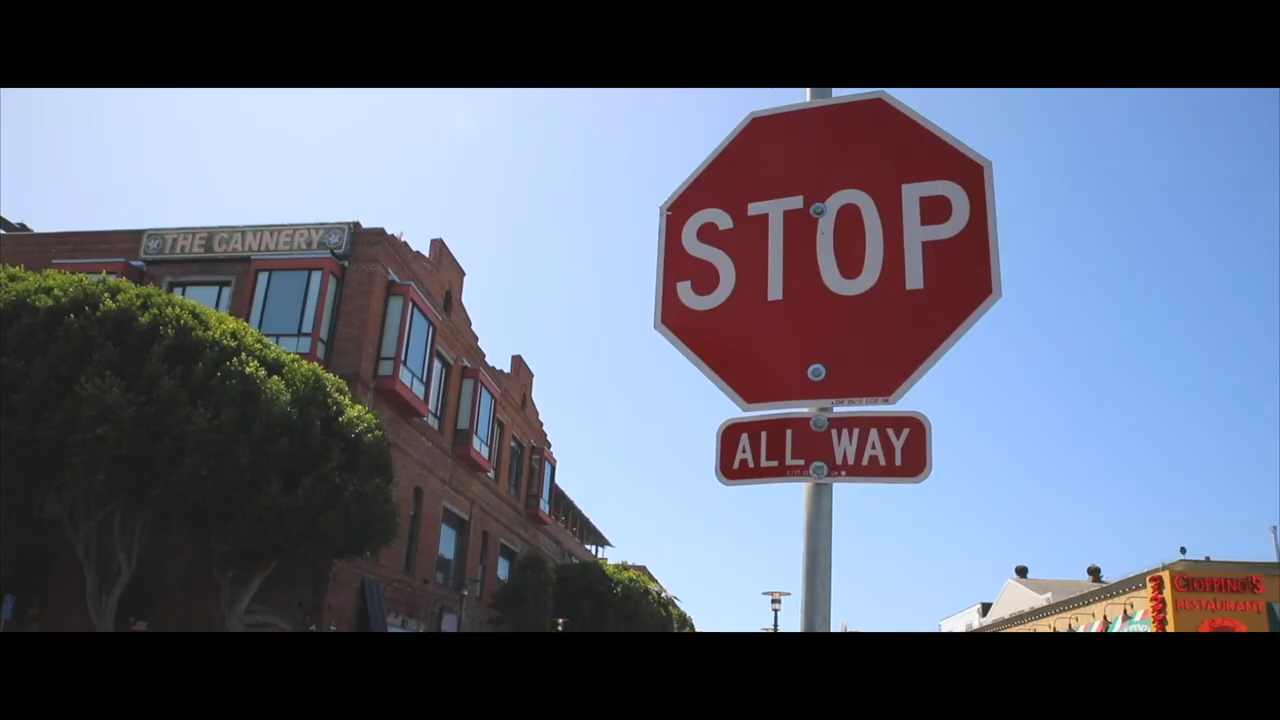 THE CANNERY
STOP
ALL WAY
CIOPPINO'S
RESTAURANT